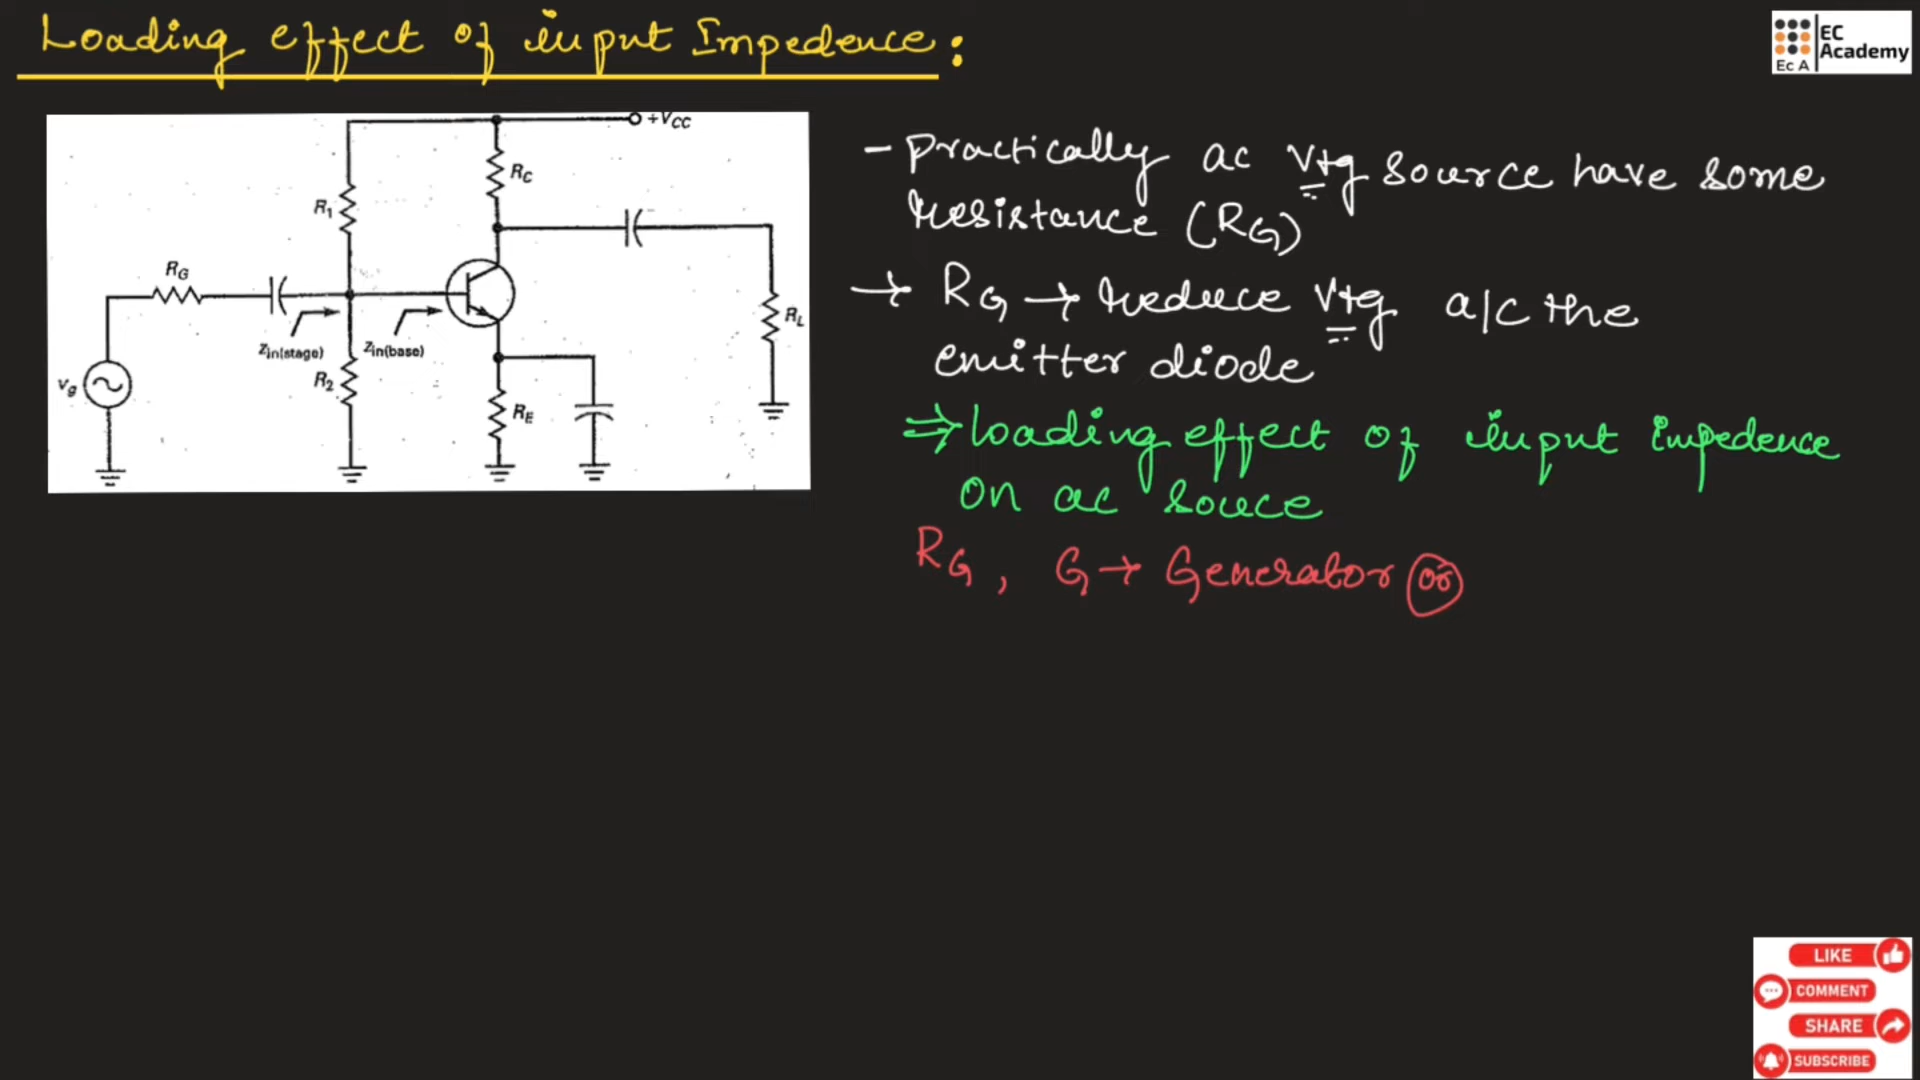 Loading effect of input Impedence :
EC
Academy
Ec A
+VCC
RC
R1
RG
RL
Zin(stage)
Zin(base)
R2
vg
RE
- practically ac Vtg source have some
resistance (RG)
→ RG → reduce Vtg a/c the
emitter diode
⇒ loading effect of input impedence
on ac souce
RG , G → Generator or
LIKE
COMMENT
SHARE
SUBSCRIBE